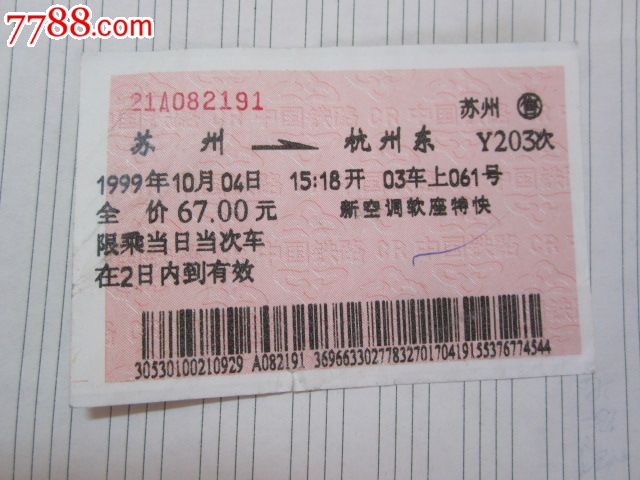 7788.com
21A082191
苏州 售
苏 州 → 杭州东 Y203次
1999年10月04日 15:18开 03车上061号
全 价 67.00元 新空调软座特快
限乘当日当次车
在2日内到有效
30530100210929 A082191 36966330277832701704191553767745​44